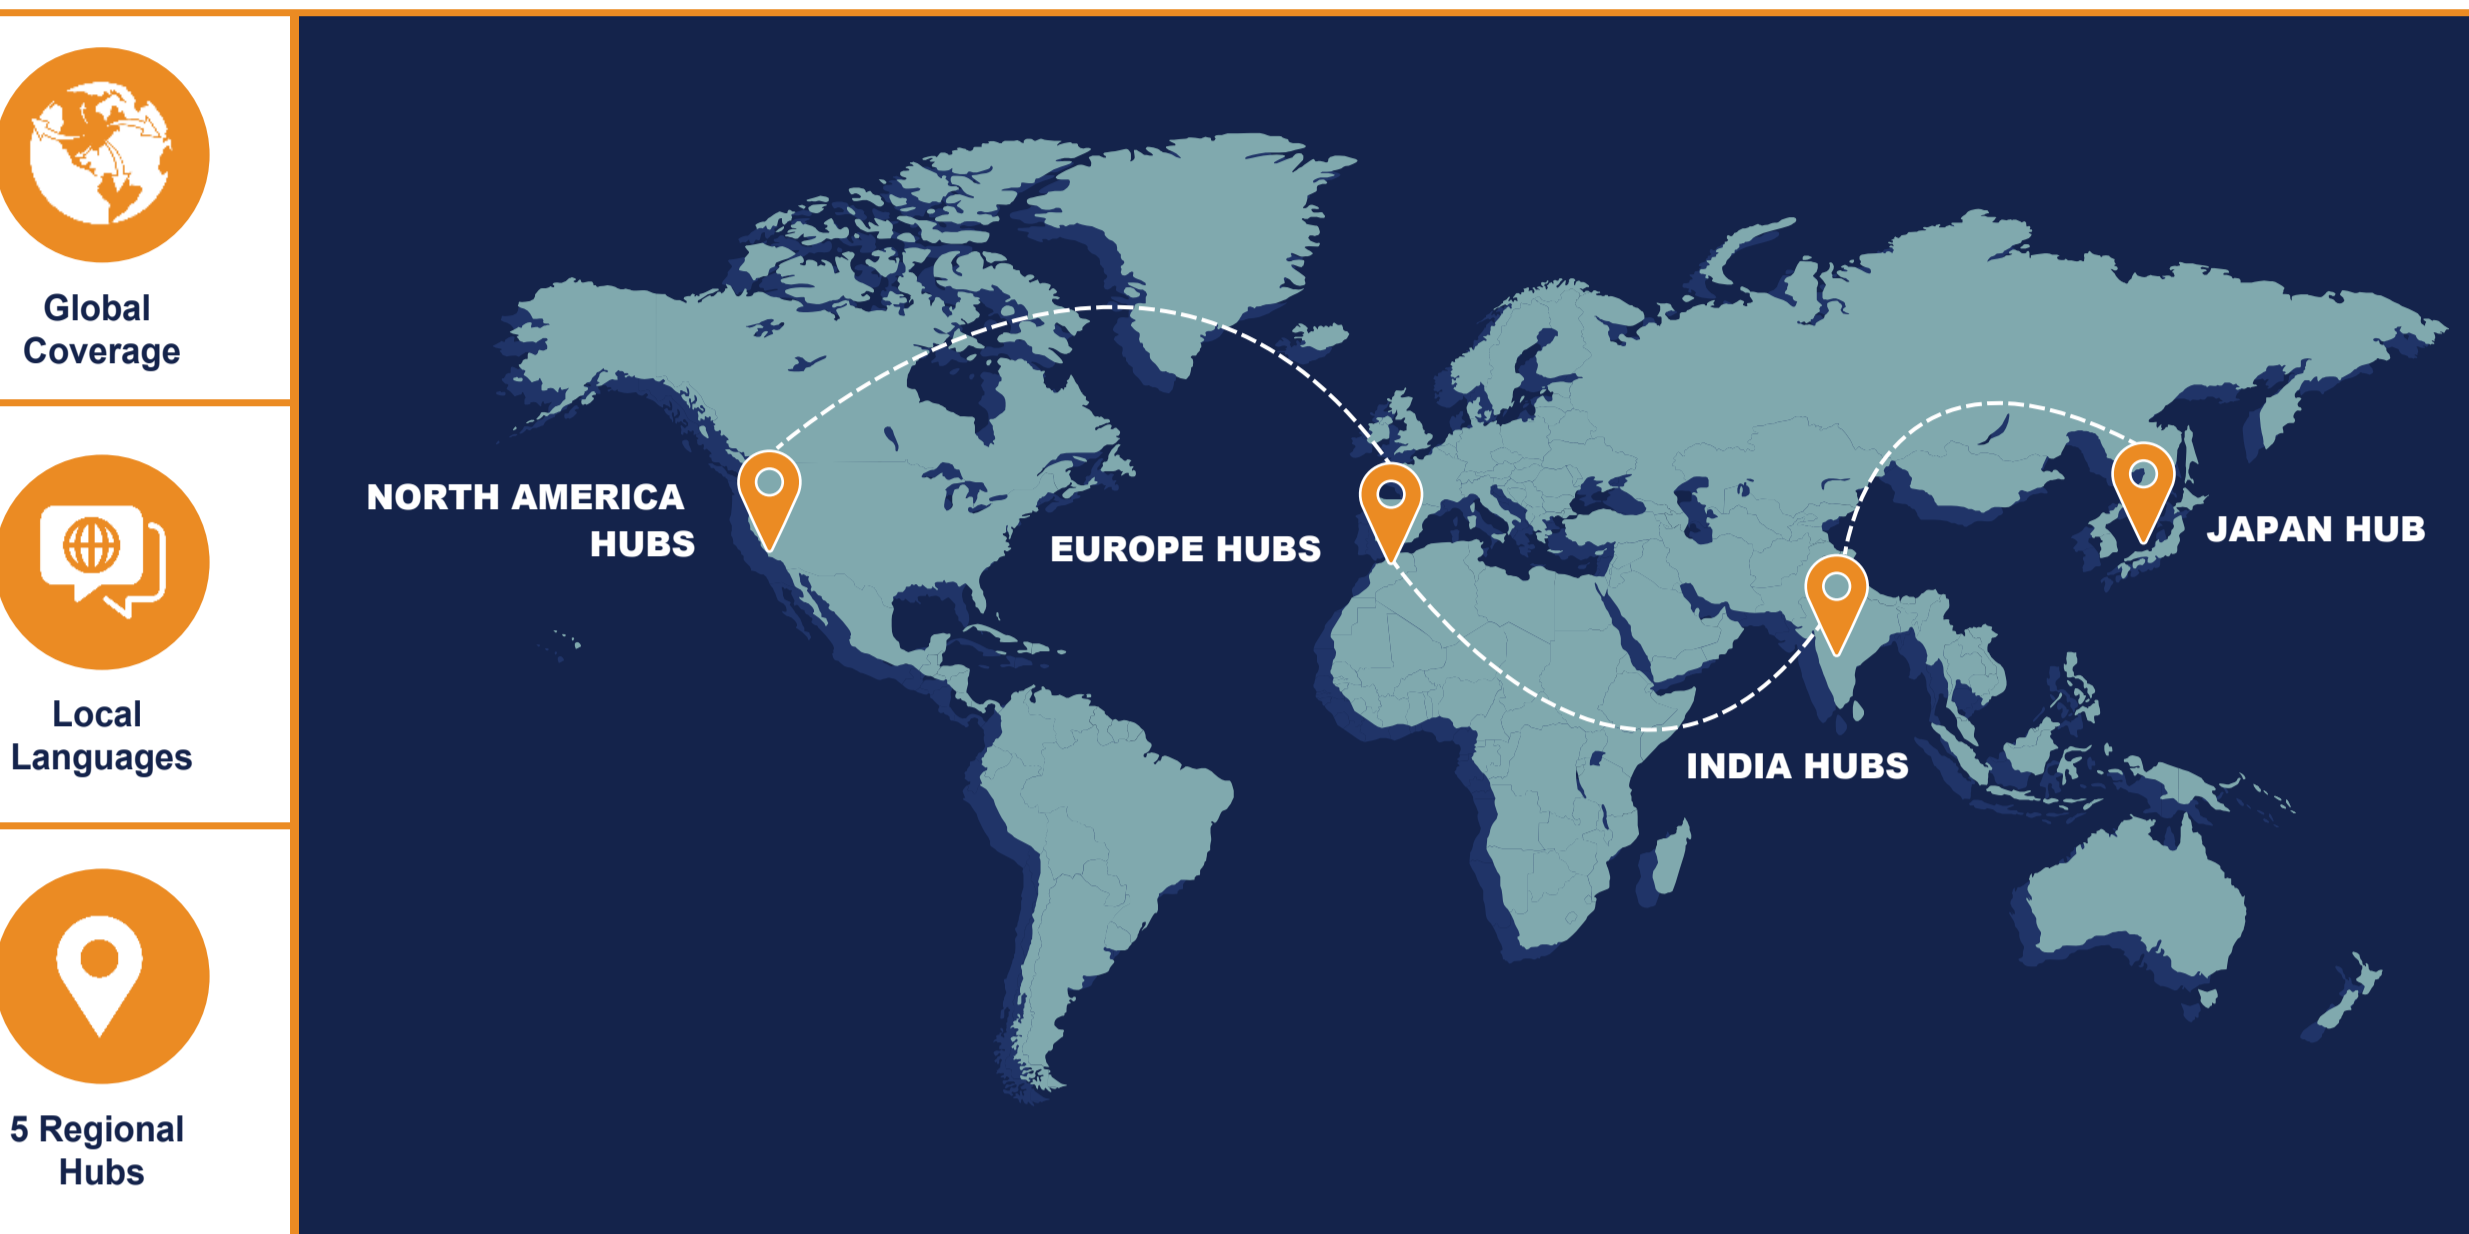 Global
Coverage
Local
Languages
5 Regional
Hubs
NORTH AMERICA
HUBS
EUROPE HUBS
INDIA HUBS
JAPAN HUB